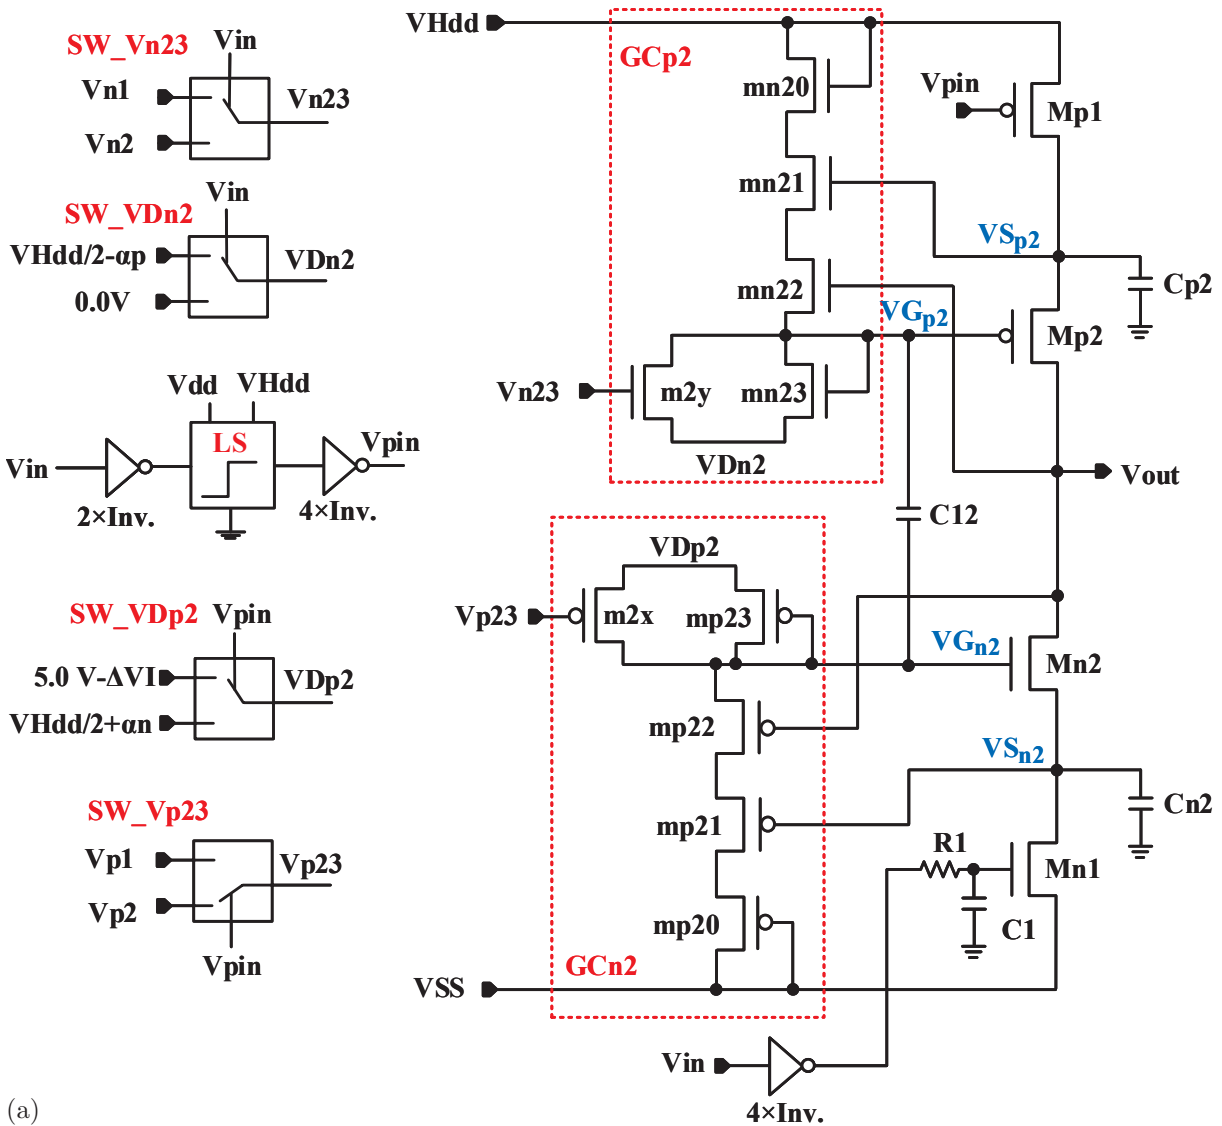 SW_Vn23
Vin
Vn1
Vn23
Vn2
Vin
SW_VDn2
VHdd/2-αp
VDn2
0.0V
Vdd
VHdd
LS
Vin
Vpin
2×Inv.
4×Inv.
SW_VDp2
Vpin
5.0 V-ΔVI
VDp2
VHdd/2+αn
SW_Vp23
Vp1
Vp23
Vp2
Vpin
VHdd
GCp2
mn20
Vpin
Mp1
mn21
VSp2
mn22
Cp2
VGp2
Mp2
Vn23
m2y
mn23
VDn2
Vout
C12
VDp2
Vp23
m2x
mp23
VGn2
Mn2
mp22
VSn2
Cn2
mp21
R1
Mn1
mp20
C1
GCn2
VSS
Vin
4×Inv.
(a)